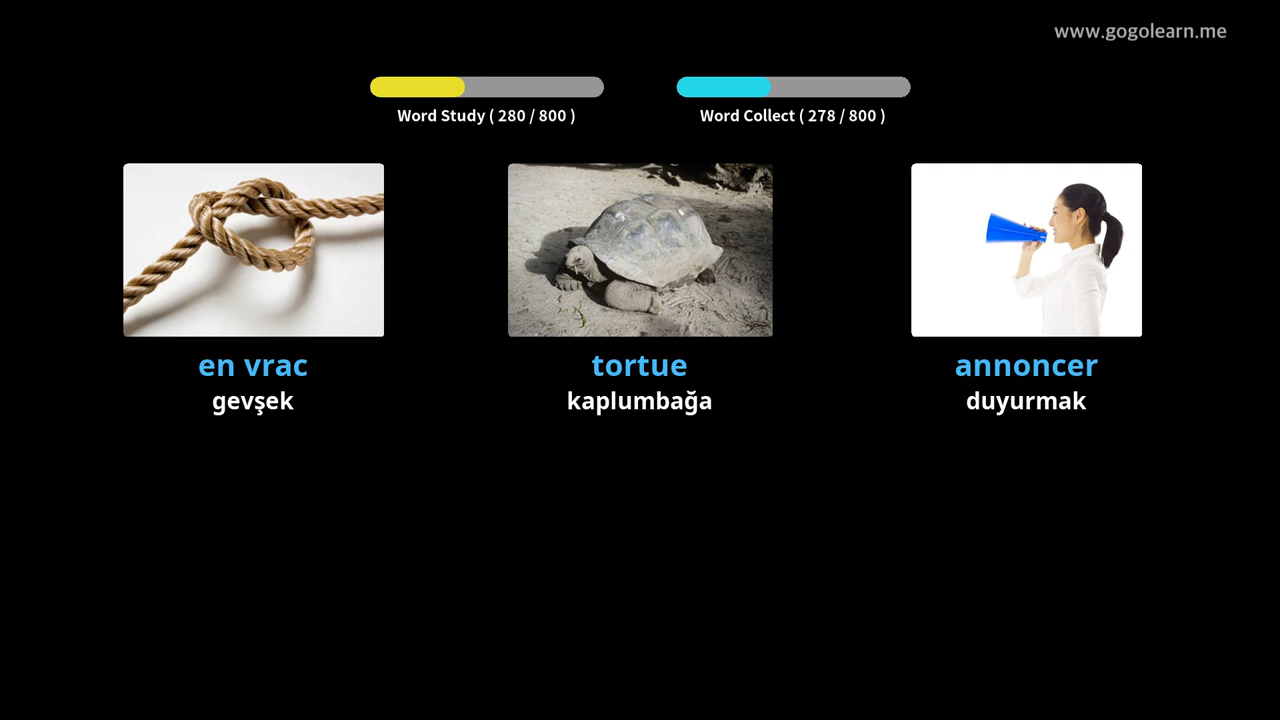 www.gogolearn.me
Word Study ( 280 / 800 )
Word Collect ( 278 / 800 )
en vrac
gevşek
tortue
kaplumbağa
annoncer
duyurmak